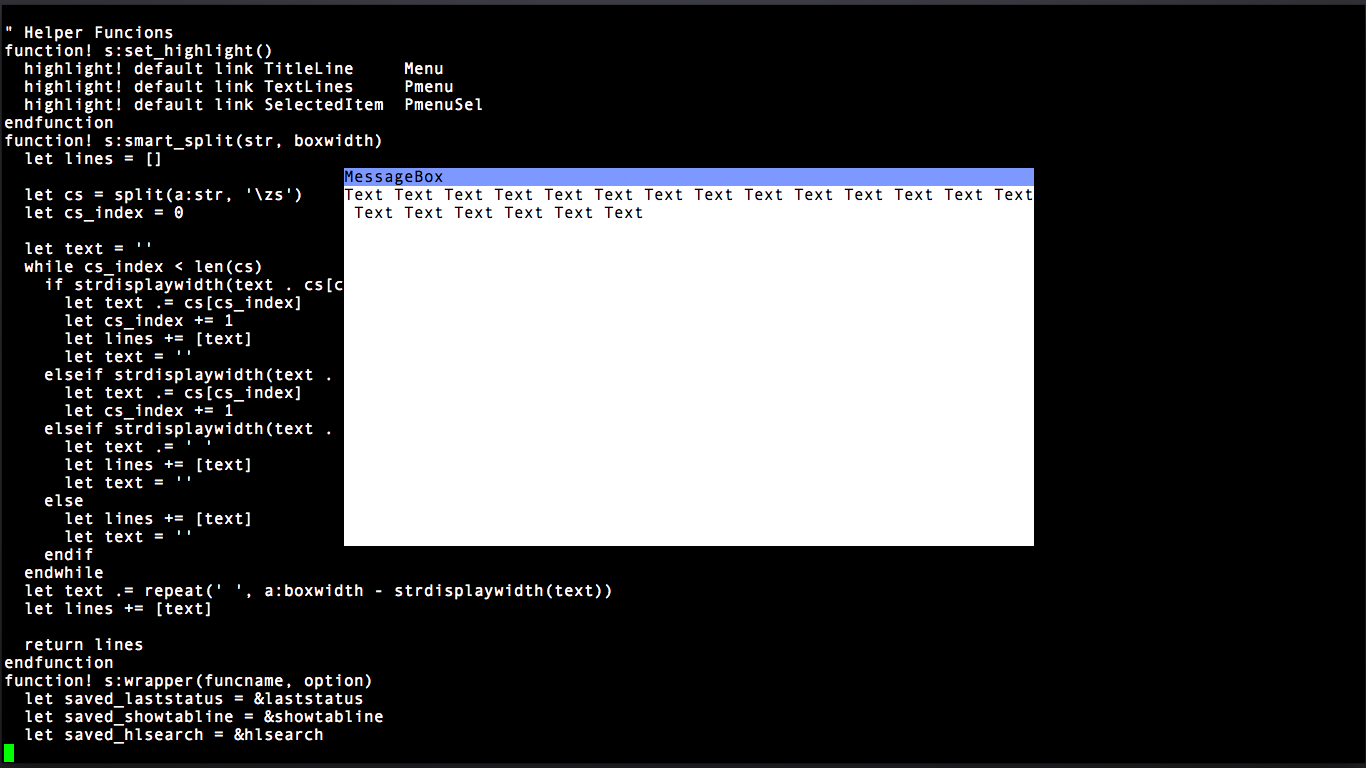 " Helper Funcions
function! s:set_highlight()
  highlight! default link TitleLine     Menu
  highlight! default link TextLines     Pmenu
  highlight! default link SelectedItem  PmenuSel
endfunction
function! s:smart_split(str, boxwidth)
  let lines = []
  let cs = split(a:str, '\zs')
  let cs_index = 0
  let text = ''
  while cs_index < len(cs)
    if strdisplaywidth(text . cs[c
      let text .= cs[cs_index]
      let cs_index += 1
      let lines += [text]
      let text = ''
    elseif strdisplaywidth(text .
      let text .= cs[cs_index]
      let cs_index += 1
    elseif strdisplaywidth(text .
      let text .= ' '
      let lines += [text]
      let text = ''
    else
      let lines += [text]
      let text = ''
    endif
  endwhile
  let text .= repeat(' ', a:boxwidth - strdisplaywidth(text))
  let lines += [text]
  return lines
endfunction
function! s:wrapper(funcname, option)
  let saved_laststatus = &laststatus
  let saved_showtabline = &showtabline
  let saved_hlsearch = &hlsearch
MessageBox
Text Text Text Text Text Text Text Text Text Text Text Text Text Text
 Text Text Text Text Text Text